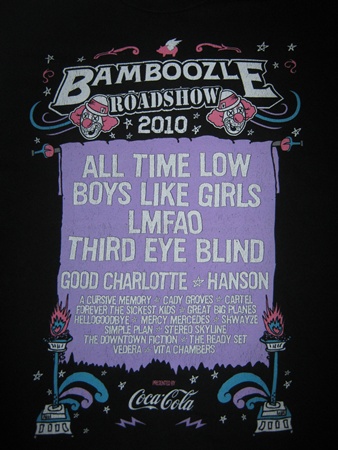 BAMBOOZLE
ROADSHOW
2010
ALL TIME LOW
BOYS LIKE GIRLS
LMFAO
THIRD EYE BLIND
GOOD CHARLOTTE ☆ HANSON
A CURSIVE MEMORY ☆ CADY GROVES ☆ CARTEL
FOREVER THE SICKEST KIDS ☆ GREAT BIG PLANES
HELLOGOODBYE ☆ MERCY MERCEDES ☆ SHWAYZE
SIMPLE PLAN ☆ STEREO SKYLINE
THE DOWNTOWN FICTION ☆ THE READY SET
VEDERA ☆ VITA CHAMBERS
PRESENTED BY
Coca-Cola